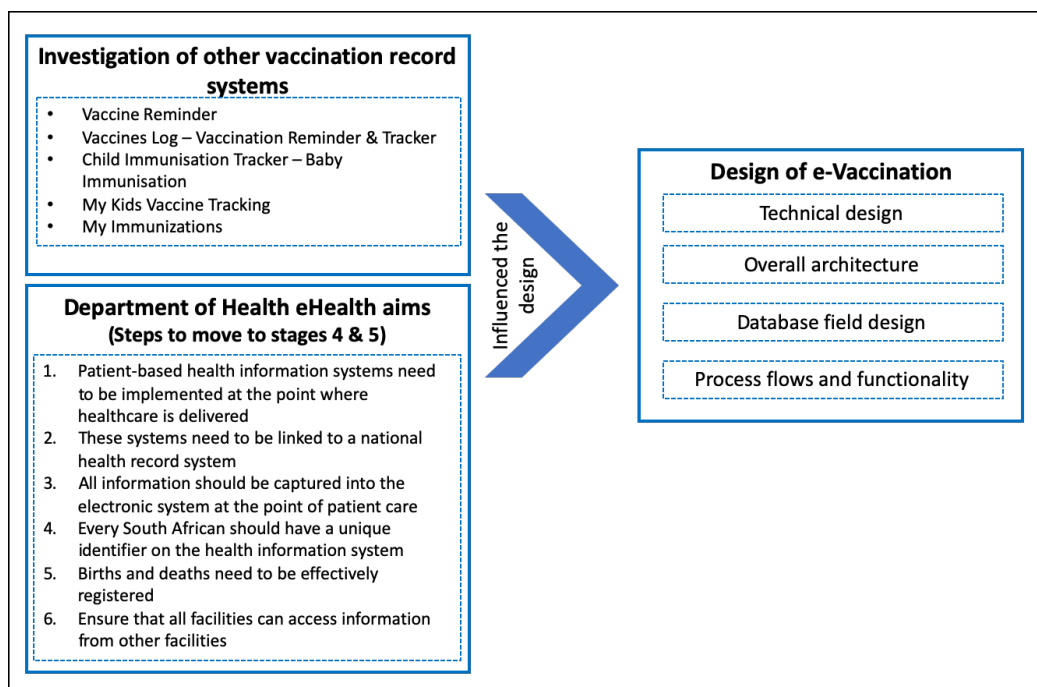 Investigation of other vaccination record
systems
• Vaccine Reminder
• Vaccines Log – Vaccination Reminder & Tracker
• Child Immunisation Tracker – Baby
Immunisation
• My Kids Vaccine Tracking
• My Immunizations
Department of Health eHealth aims
(Steps to move to stages 4 & 5)
1. Patient-based health information systems need
to be implemented at the point where
healthcare is delivered
2. These systems need to be linked to a national
health record system
3. All information should be captured into the
electronic system at the point of patient care
4. Every South African should have a unique
identifier on the health information system
5. Births and deaths need to be effectively
registered
6. Ensure that all facilities can access information
from other facilities
Influenced the
design
Design of e-Vaccination
Technical design
Overall architecture
Database field design
Process flows and functionality